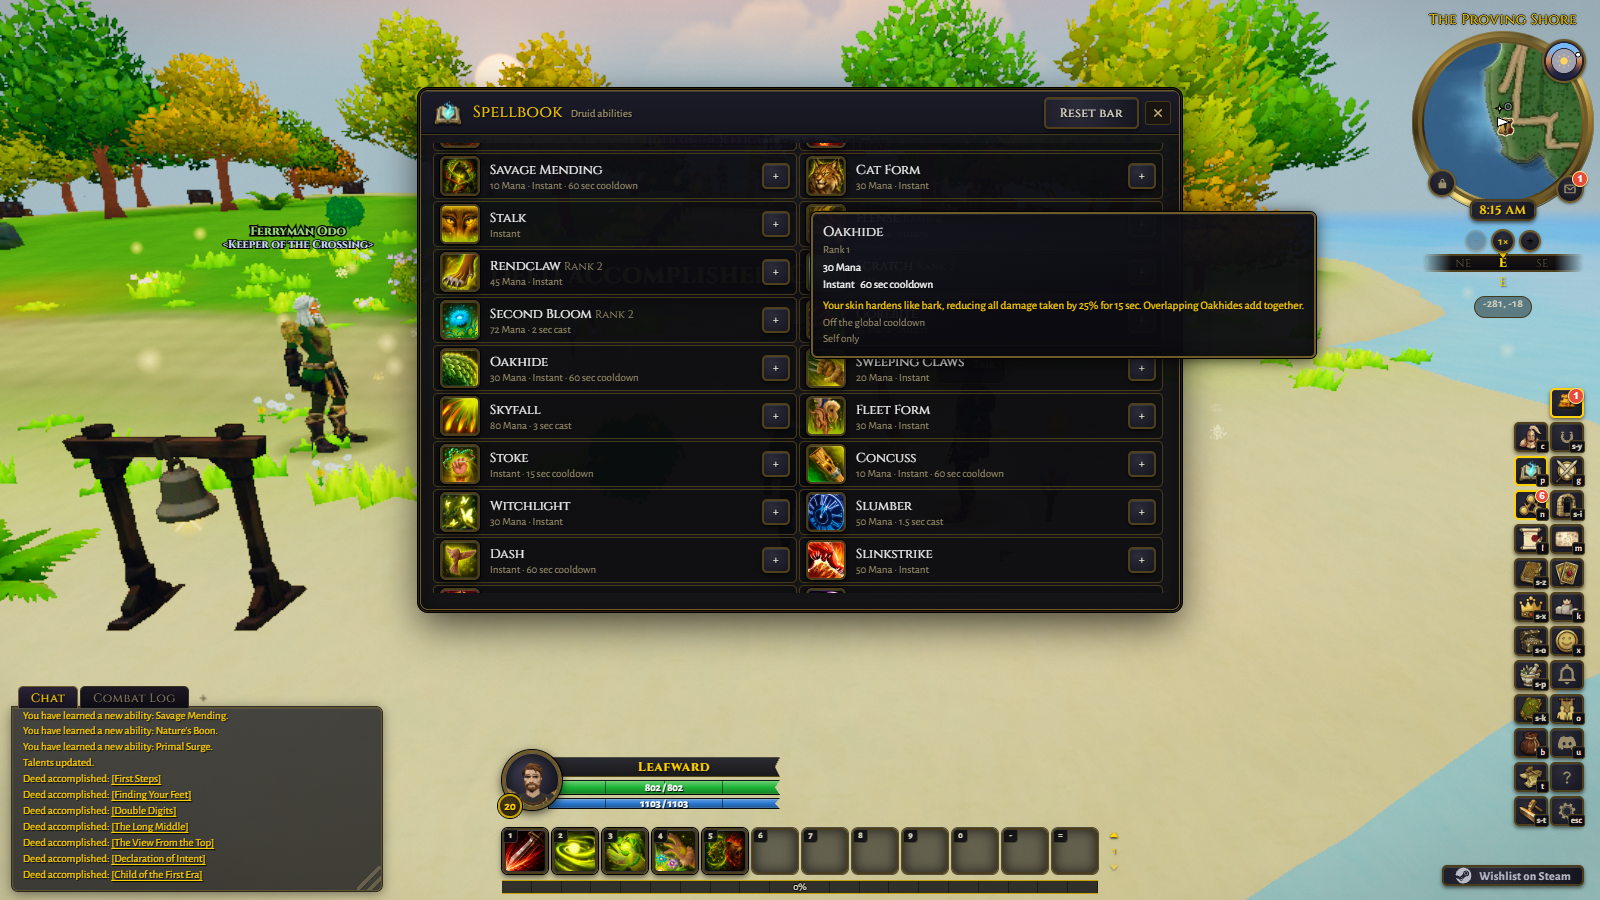 The Proving Shore
Spellbook Druid abilities
Reset Bar
Savage Mending
10 Mana · Instant · 60 sec cooldown
Cat Form
30 Mana · Instant
Stalk
Instant
Rendclaw Rank 2
45 Mana · Instant
Second Bloom Rank 2
72 Mana · 2 sec cast
Oakhide
30 Mana · Instant · 60 sec cooldown
Sweeping Claws
20 Mana · Instant
Skyfall
80 Mana · 3 sec cast
Fleet Form
30 Mana · Instant
Stoke
Instant · 15 sec cooldown
Concuss
10 Mana · Instant · 60 sec cooldown
Witchlight
30 Mana · Instant
Slumber
50 Mana · 1.5 sec cast
Dash
Instant · 60 sec cooldown
Slinkstrike
50 Mana · Instant
Oakhide
Rank 1
30 Mana
Instant 60 sec cooldown
Your skin hardens like bark, reducing all damage taken by 25% for 15 sec. Overlapping Oakhides add together.
Off the global cooldown
Self only
Ferryman Odo
<Keeper of the Crossing>
1
8:15 AM
1×
NE E SE
E
-281, -18
1
c s-y
p g
6
n s-i
l m
s-z
s-x k
s-o x
s-p
s-k o
b u
t ?
s-t esc
Chat Combat Log +
You have learned a new ability: Savage Mending.
You have learned a new ability: Nature's Boon.
You have learned a new ability: Primal Surge.
Talents updated.
Deed accomplished: [First Steps]
Deed accomplished: [Finding Your Feet]
Deed accomplished: [Double Digits]
Deed accomplished: [The Long Middle]
Deed accomplished: [The View From the Top]
Deed accomplished: [Declaration of Intent]
Deed accomplished: [Child of the First Era]
Leafward
802 / 802
1103 / 1103
20
1 2 3 4 5 6 7 8 9 0 - =
1
0%
Wishlist on Steam